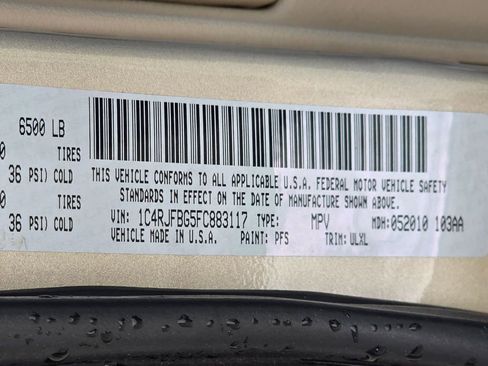 6500 LB
0 TIRES
36 PSI) COLD
0 TIRES
36 PSI) COLD
THIS VEHICLE CONFORMS TO ALL APPLICABLE U.S.A. FEDERAL MOTOR VEHICLE SAFETY
STANDARDS IN EFFECT ON THE DATE OF MANUFACTURE SHOWN ABOVE.
VIN: 1C4RJFBG5FC883117 TYPE: MPV MDH:052010 103AA
VEHICLE MADE IN U.S.A. PAINT: PFS TRIM: ULXL